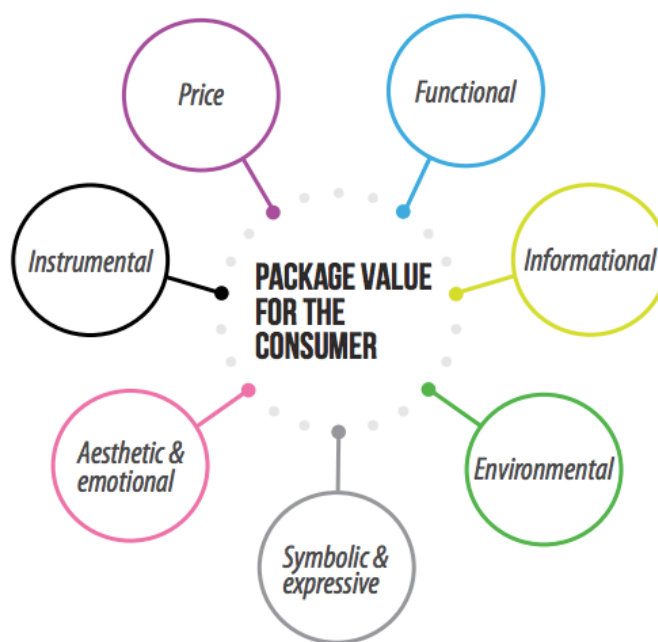 Price
Functional
Instrumental
PACKAGE VALUE
FOR THE
CONSUMER
Informational
Aesthetic &
emotional
Environmental
Symbolic &
expressive